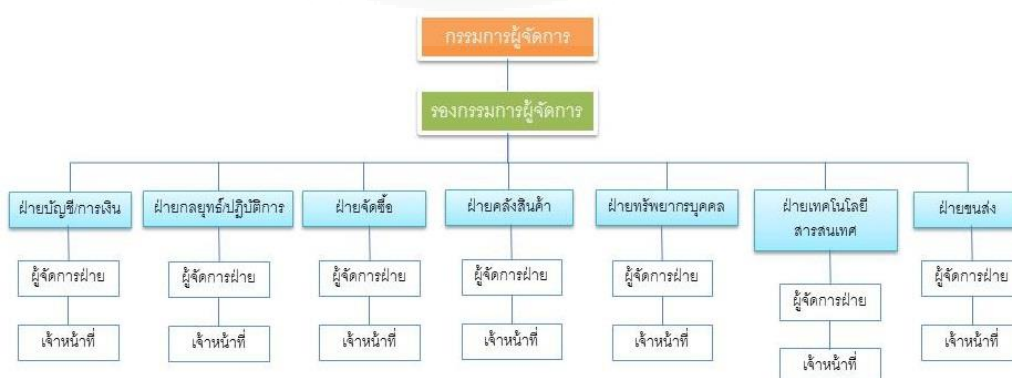 กรรมการผู้จัดการ
รองกรรมการผู้จัดการ
ฝ่ายบัญชี/การเงิน
ฝ่ายกลยุทธ์/ปฏิบัติการ
ฝ่ายจัดซื้อ
ฝ่ายคลังสินค้า
ฝ่ายทรัพยากรบุคคล
ฝ่ายเทคโนโลยี
สารสนเทศ
ฝ่ายขนส่ง
ผู้จัดการฝ่าย
ผู้จัดการฝ่าย
ผู้จัดการฝ่าย
ผู้จัดการฝ่าย
ผู้จัดการฝ่าย
ผู้จัดการฝ่าย
ผู้จัดการฝ่าย
เจ้าหน้าที่
เจ้าหน้าที่
เจ้าหน้าที่
เจ้าหน้าที่
เจ้าหน้าที่
เจ้าหน้าที่
เจ้าหน้าที่